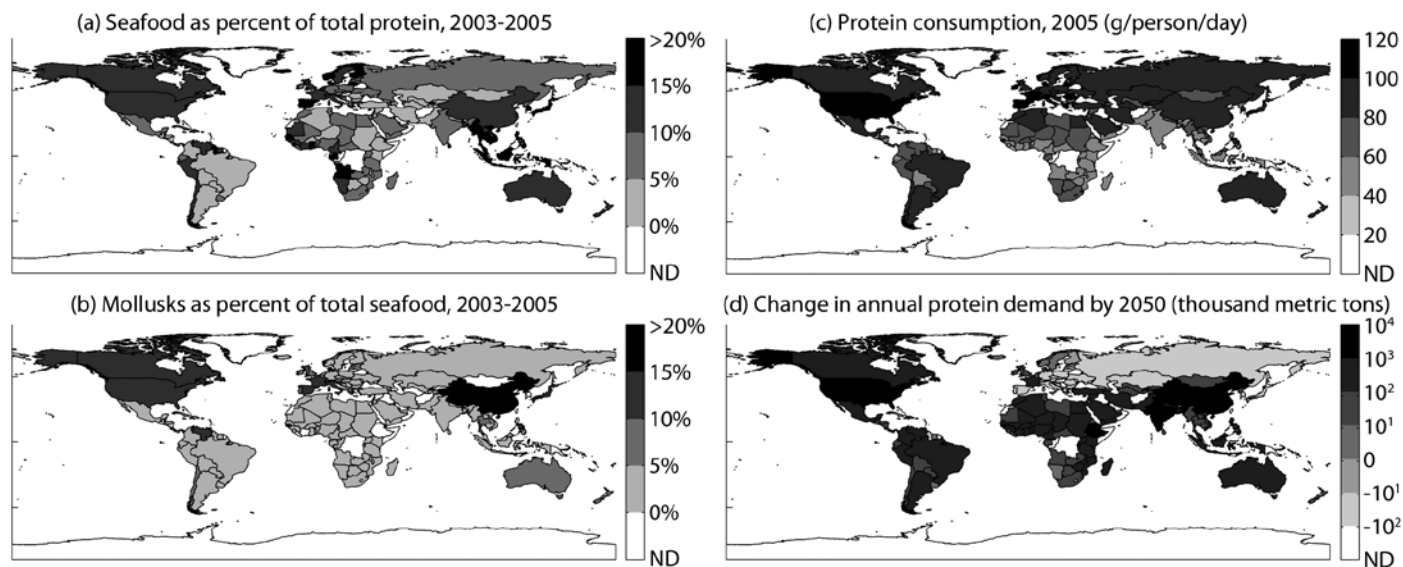 (a) Seafood as percent of total protein, 2003-2005
>20%
15%
10%
5%
0%
ND
(b) Mollusks as percent of total seafood, 2003-2005
>20%
15%
10%
5%
0%
ND
(c) Protein consumption, 2005 (g/person/day)
120
100
80
60
40
20
ND
(d) Change in annual protein demand by 2050 (thousand metric tons)
10⁴
10³
10²
10¹
0
-10¹
-10²
ND